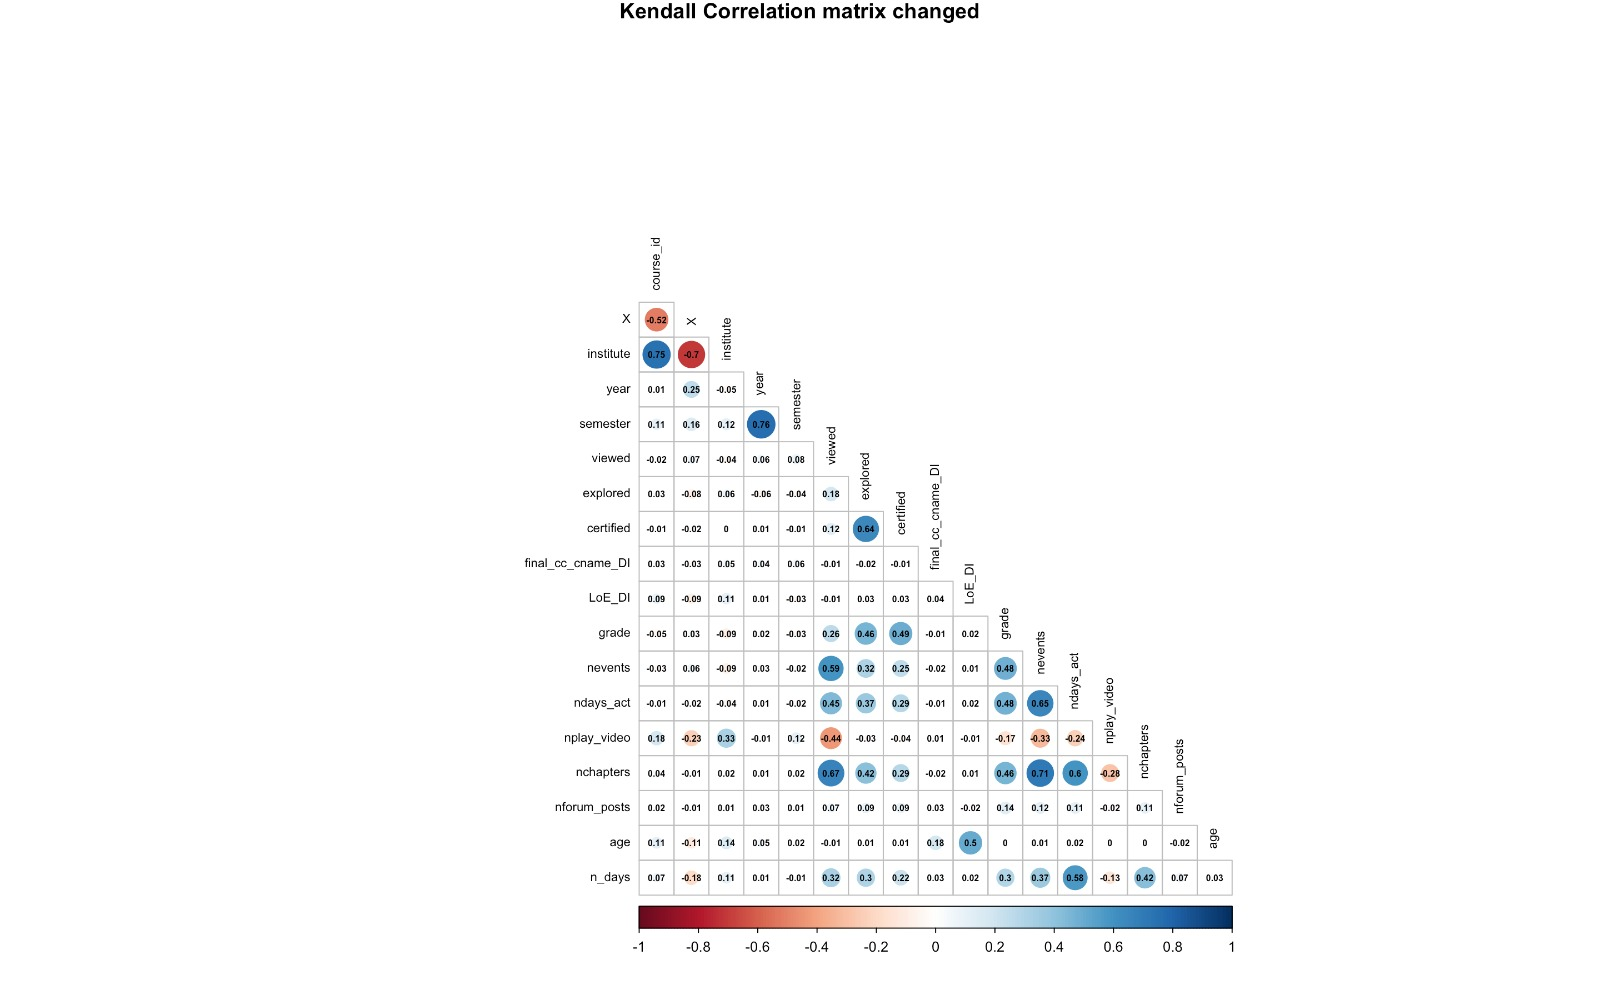 Kendall Correlation matrix changed
course_id
X -0.52 X
institute 0.75 -0.7 institute
year 0.01 0.25 -0.05 year
semester 0.11 0.16 0.12 0.76 semester
viewed -0.02 0.07 -0.04 0.06 0.08 viewed
explored 0.03 -0.08 0.06 -0.06 -0.04 0.18 explored
certified -0.01 -0.02 0 0.01 -0.01 0.12 0.64 certified
final_cc_cname_DI 0.03 -0.03 0.05 0.04 0.06 -0.01 -0.02 -0.01 final_cc_cname_DI
LoE_DI 0.09 -0.09 0.11 0.01 -0.03 -0.01 0.03 0.03 0.04 LoE_DI
grade -0.05 0.03 -0.09 0.02 -0.03 0.26 0.46 0.49 -0.01 0.02 grade
nevents -0.03 0.06 -0.09 0.03 -0.02 0.59 0.32 0.25 -0.02 0.01 0.48 nevents
ndays_act -0.01 -0.02 -0.04 0.01 -0.02 0.45 0.37 0.29 -0.01 0.02 0.48 0.65 ndays_act
nplay_video 0.18 -0.23 0.33 -0.01 0.12 -0.44 -0.03 -0.04 0.01 -0.01 -0.17 -0.33 -0.24 nplay_video
nchapters 0.04 -0.01 0.02 0.01 0.02 0.67 0.42 0.29 -0.02 0.01 0.46 0.71 0.6 -0.28 nchapters
nforum_posts 0.02 -0.01 0.01 0.03 0.01 0.07 0.09 0.09 0.03 -0.02 0.14 0.12 0.11 -0.02 0.11 nforum_posts
age 0.11 -0.11 0.14 0.05 0.02 -0.01 0.01 0.01 0.18 0.5 0 0.01 0.02 0 0 -0.02 age
n_days 0.07 -0.18 0.11 0.01 -0.01 0.32 0.3 0.22 0.03 0.02 0.3 0.37 0.58 -0.13 0.42 0.07 0.03
-1 -0.8 -0.6 -0.4 -0.2 0 0.2 0.4 0.6 0.8 1